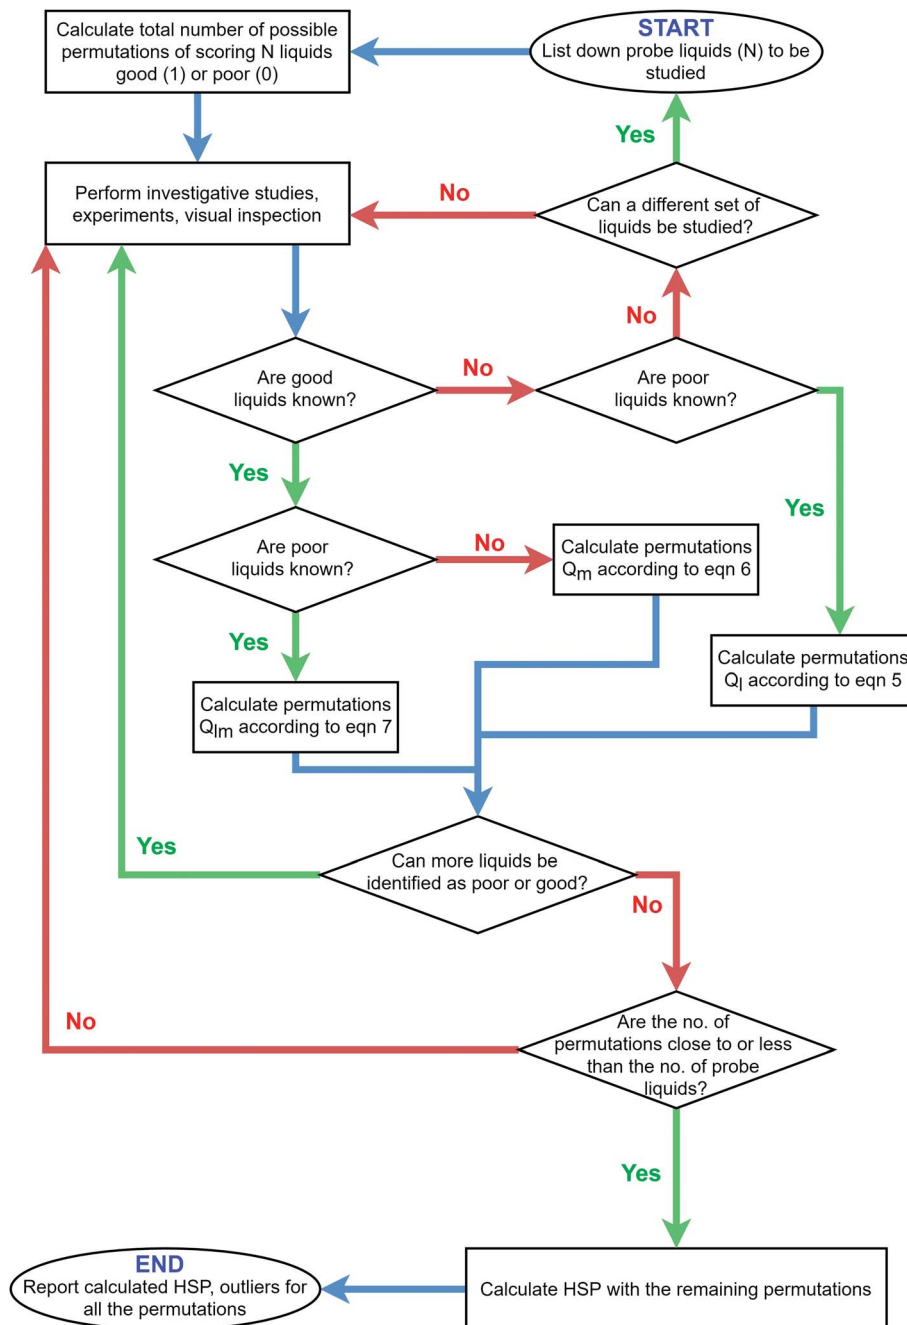 START
List down probe liquids (N) to be
studied
Calculate total number of possible
permutations of scoring N liquids
good (1) or poor (0)
Yes
Perform investigative studies,
experiments, visual inspection
No
Can a different set of
liquids be studied?
No
Are good
liquids known?
No
Are poor
liquids known?
Yes
Yes
Are poor
liquids known?
No
Calculate permutations
Qm according to eqn 6
Yes
Calculate permutations
Ql according to eqn 5
Calculate permutations
Qlm according to eqn 7
Yes
Can more liquids be
identified as poor or good?
No
No
Are the no. of
permutations close to or less
than the no. of probe
liquids?
Yes
Calculate HSP with the remaining permutations
END
Report calculated HSP, outliers for
all the permutations